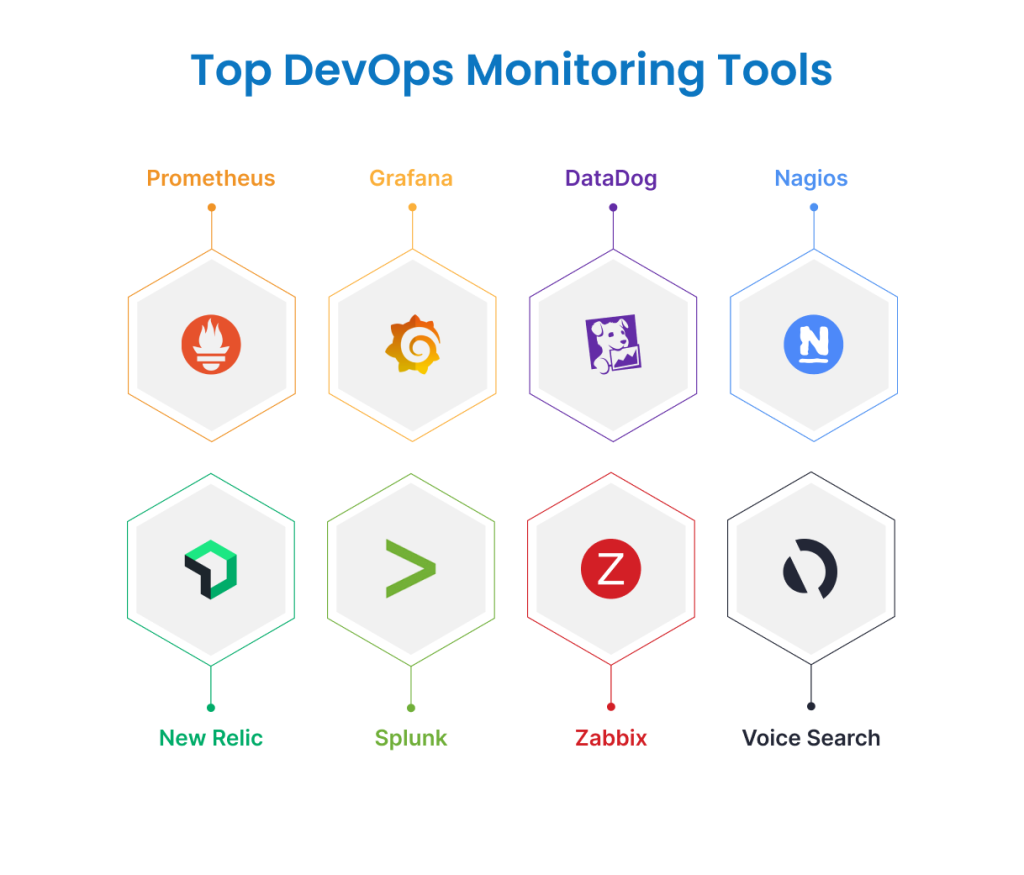 Top DevOps Monitoring Tools
Prometheus
Grafana
DataDog
Nagios
N
Z
New Relic
Splunk
Zabbix
Voice Search